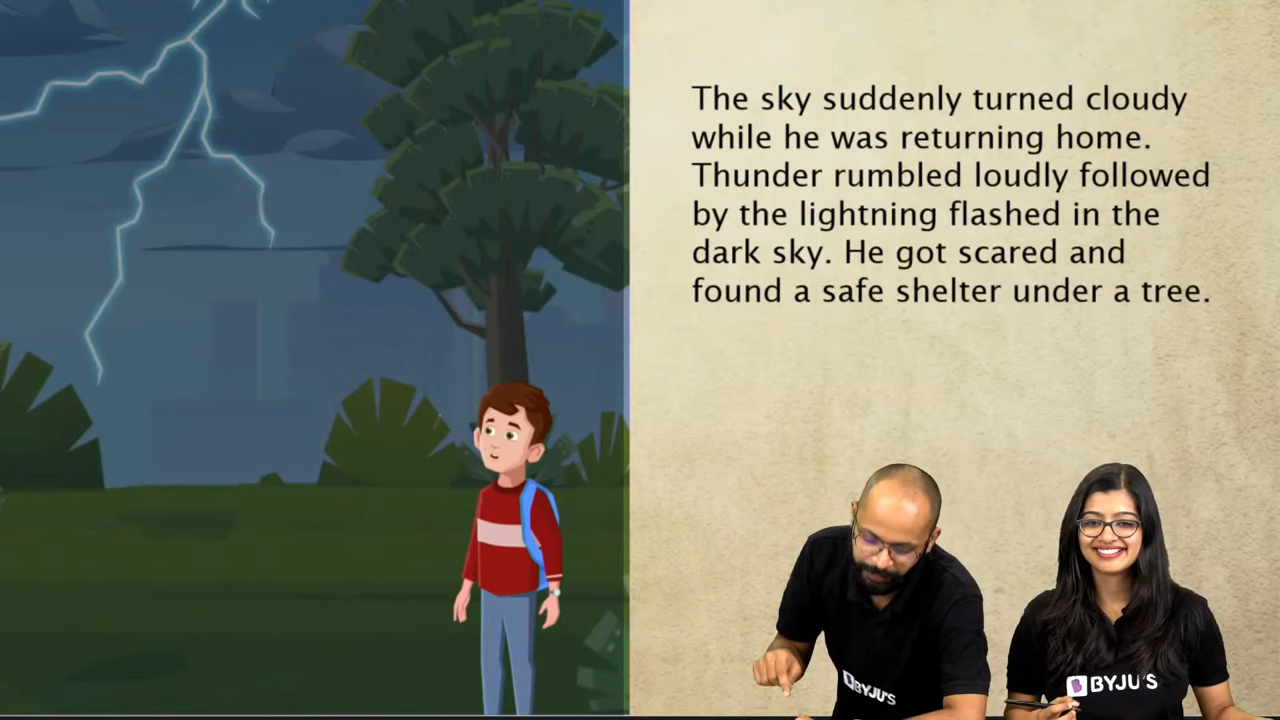 The sky suddenly turned cloudy
while he was returning home.
Thunder rumbled loudly followed
by the lightning flashed in the
dark sky. He got scared and
found a safe shelter under a tree.
BYJU'S
BYJU'S